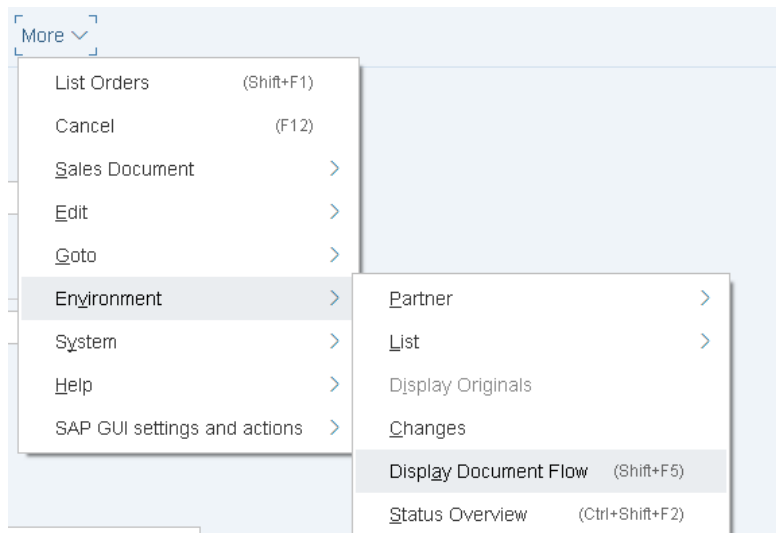 More
List Orders (Shift+F1)
Cancel (F12)
Sales Document
Edit
Goto
Environment
System
Help
SAP GUI settings and actions
Partner
List
Display Originals
Changes
Display Document Flow (Shift+F5)
Status Overview (Ctrl+Shift+F2)